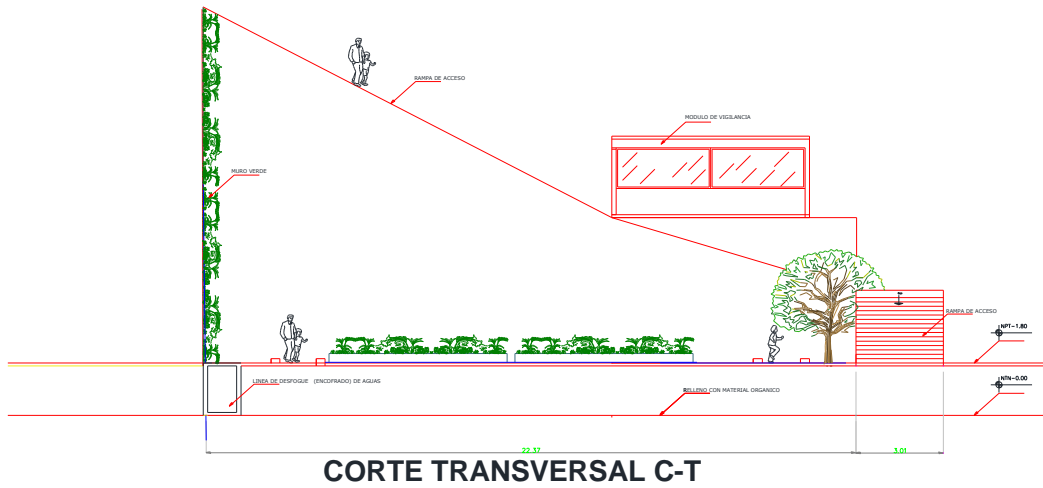 RAMPA DE ACCESO
MODULO DE VIGILANCIA
MURO VERDE
RAMPA DE ACCESO
NPT-1.80
LINEA DE DESFOGUE (ENCOFRADO) DE AGUAS
RELLENO CON MATERIAL ORGANICO
NTN-0.00
22.37
3.01
CORTE TRANSVERSAL C-T